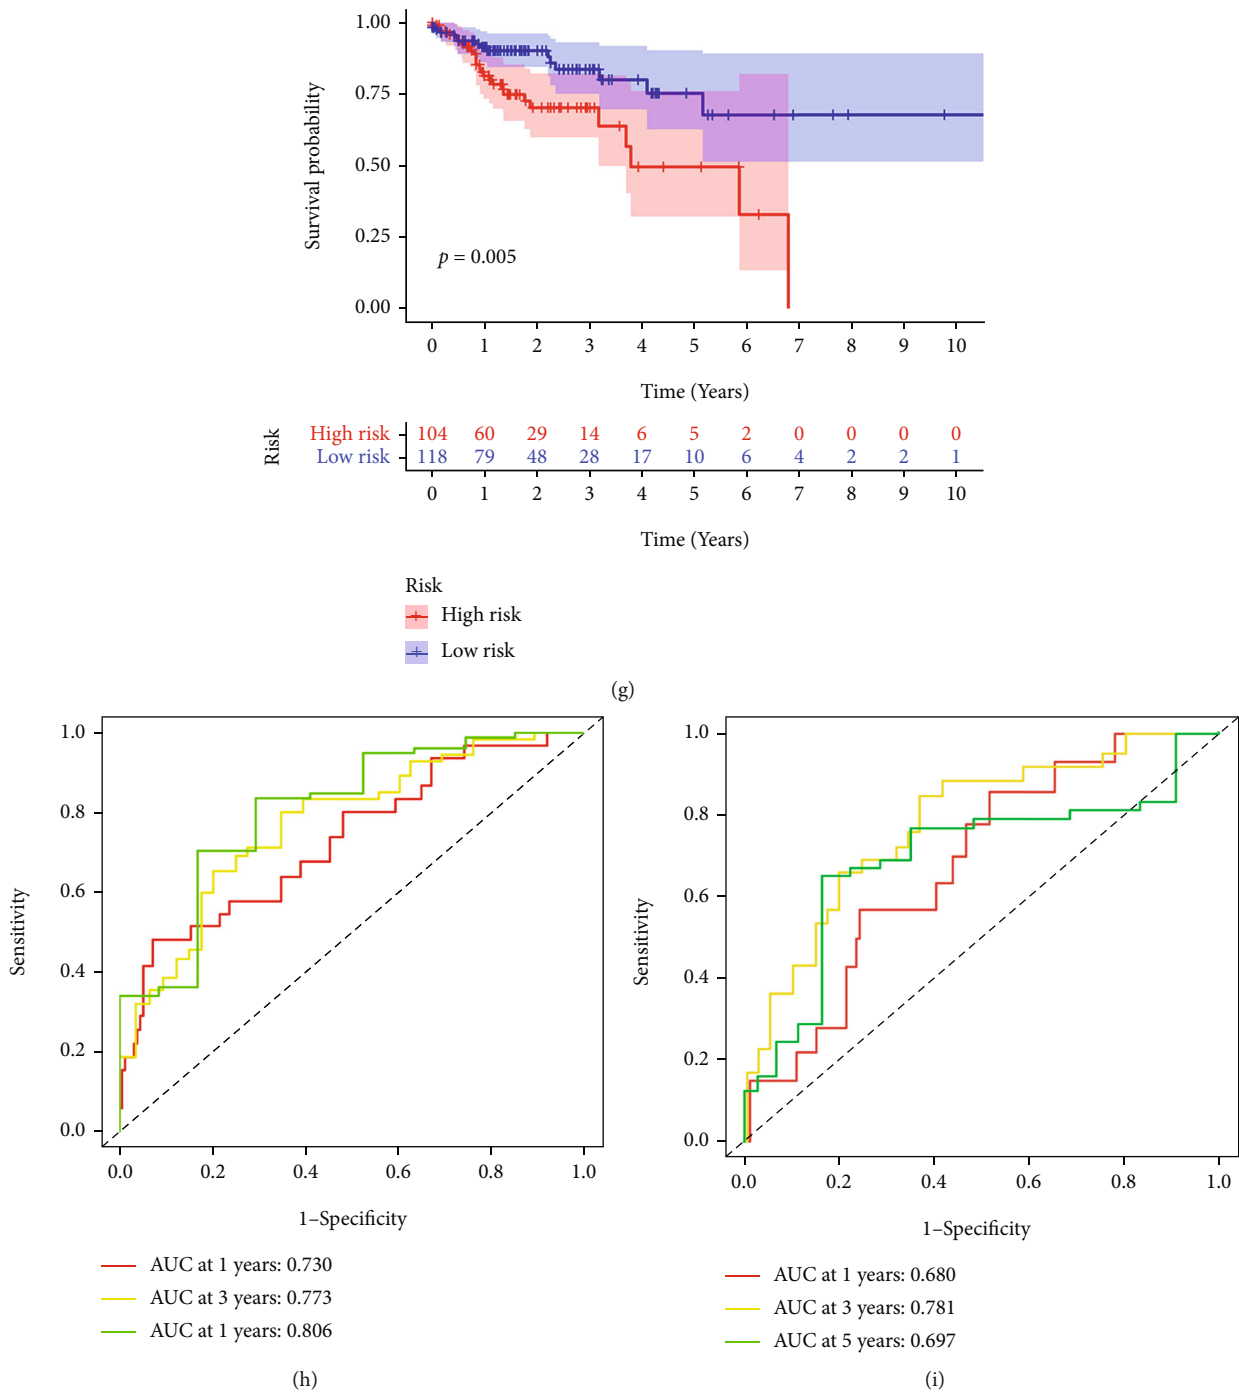 1.00
0.75
0.50
0.25
0.00
Survival probability
p = 0.005
0 1 2 3 4 5 6 7 8 9 10
Time (Years)
Risk
High risk 104 60 29 14 6 5 2 0 0 0 0
Low risk 118 79 48 28 17 10 6 4 2 2 1
0 1 2 3 4 5 6 7 8 9 10
Time (Years)
Risk
High risk
Low risk
(g)
1.0
0.8
0.6
0.4
0.2
0.0
Sensitivity
0.0 0.2 0.4 0.6 0.8 1.0
1–Specificity
AUC at 1 years: 0.730
AUC at 3 years: 0.773
AUC at 1 years: 0.806
(h)
1.0
0.8
0.6
0.4
0.2
0.0
Sensitivity
0.0 0.2 0.4 0.6 0.8 1.0
1–Specificity
AUC at 1 years: 0.680
AUC at 3 years: 0.781
AUC at 5 years: 0.697
(i)